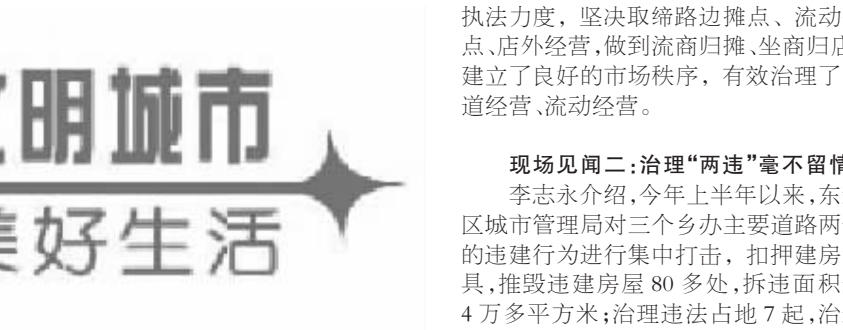 明城市
好生活
执法力度，坚决取缔路边摊点、流动
点、店外经营，做到流商归摊、坐商归店
建立了良好的市场秩序，有效治理了
道经营、流动经营。
现场见闻二：治理“两违”毫不留情
李志永介绍，今年上半年以来，东
区城市管理局对三个乡办主要道路两
的违建行为进行集中打击，扣押建房
具，推毁违建房屋 80 多处，拆违面积
4 万多平方米；治理违法占地 7 起，治